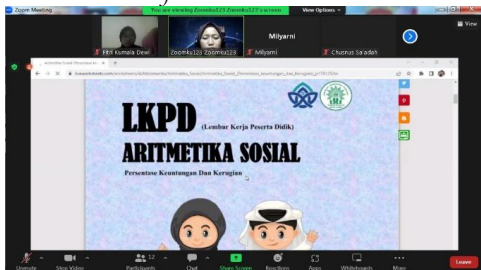 Zoom Meeting
You are viewing Zoomku123 Zoomku123's screen
View Options
View
Fitri Kumala Dewi
Zoomku123 Zoomku123
Milyarni
Milyarni
Chusnus Sa'adah
LKPD (Lembar Kerja Peserta Didik)
ARITMETIKA SOSIAL
Persentase Keuntungan Dan Kerugian
Unmute
Stop Video
12
Participants
Chat
Share Screen
Reactions
Apps
Whiteboards
More
Leave